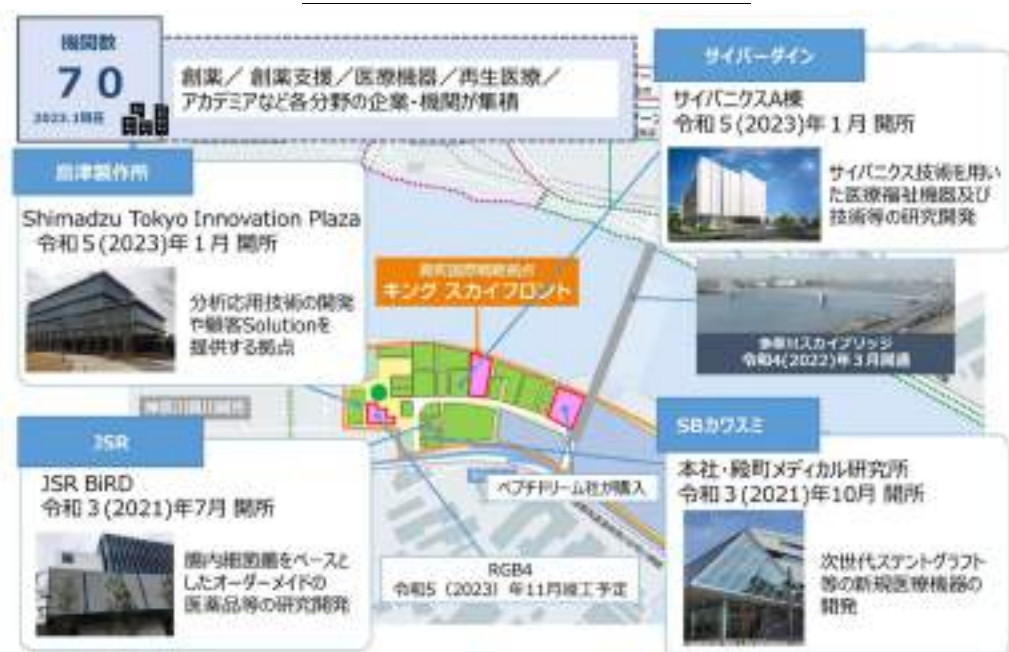 機関数
70
2023.1現在
創薬／創薬支援／医療機器／再生医療／
アカデミアなど各分野の企業・機関が集積
サイバーダイン
サイバニクスA棟
令和5(2023)年1月 開所
サイバニクス技術を用い
た医療福祉機器及び
技術等の研究開発
島津製作所
Shimadzu Tokyo Innovation Plaza
令和5(2023)年1月 開所
分析応用技術の開発
や顧客Solutionを
提供する拠点
殿町国際戦略拠点
キング スカイフロント
多摩川スカイブリッジ
令和4(2022)年3月開通
JSR
JSR BiRD
令和3(2021)年7月 開所
腸内細菌叢をベースと
したオーダーメイドの
医薬品等の研究開発
ペプチドリーム社が購入
RGB4
令和5（2023）年11月竣工予定
SBカワスミ
本社・殿町メディカル研究所
令和3(2021)年10月 開所
次世代ステントグラフト
等の新規医療機器の
開発